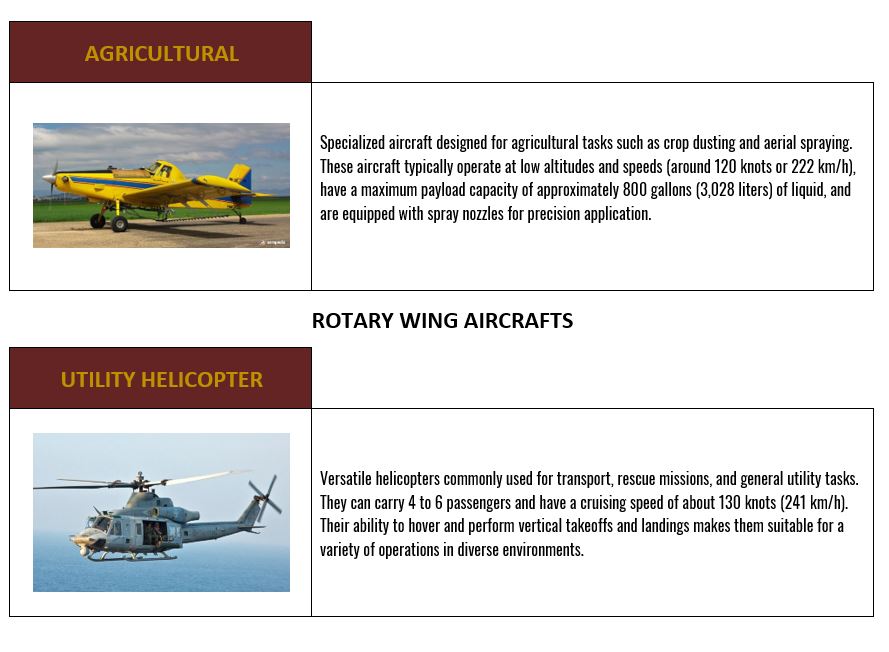 AGRICULTURAL
Specialized aircraft designed for agricultural tasks such as crop dusting and aerial spraying.
These aircraft typically operate at low altitudes and speeds (around 120 knots or 222 km/h),
have a maximum payload capacity of approximately 800 gallons (3,028 liters) of liquid, and
are equipped with spray nozzles for precision application.
ROTARY WING AIRCRAFTS
UTILITY HELICOPTER
Versatile helicopters commonly used for transport, rescue missions, and general utility tasks.
They can carry 4 to 6 passengers and have a cruising speed of about 130 knots (241 km/h).
Their ability to hover and perform vertical takeoffs and landings makes them suitable for a
variety of operations in diverse environments.